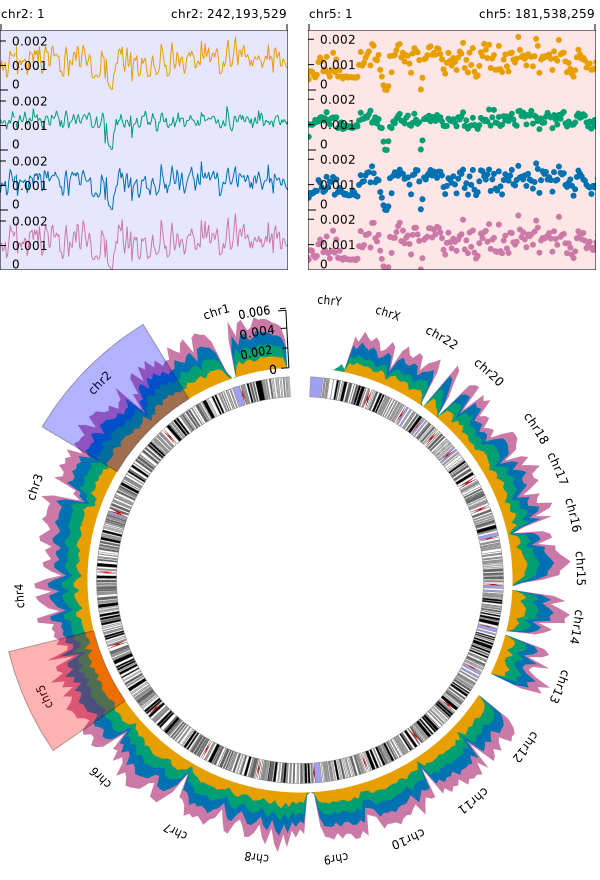 chr2: 1 chr2: 242,193,529 chr5: 1 chr5: 181,538,259
0.002 0.002
0.001 0.001
0 0
0.002 0.002
0.001 0.001
0 0
0.002 0.002
0.001 0.001
0 0
0.002 0.002
0.001 0.001
0 0
chrY
chr1 0.006 chrX
0.004 chr22
0.002
0 chr20
chr2
chr18
chr17
chr3
chr16
chr15
chr4
chr14
chr13
chr5
chr12
chr6
chr11
chr7
chr10
chr8 chr9